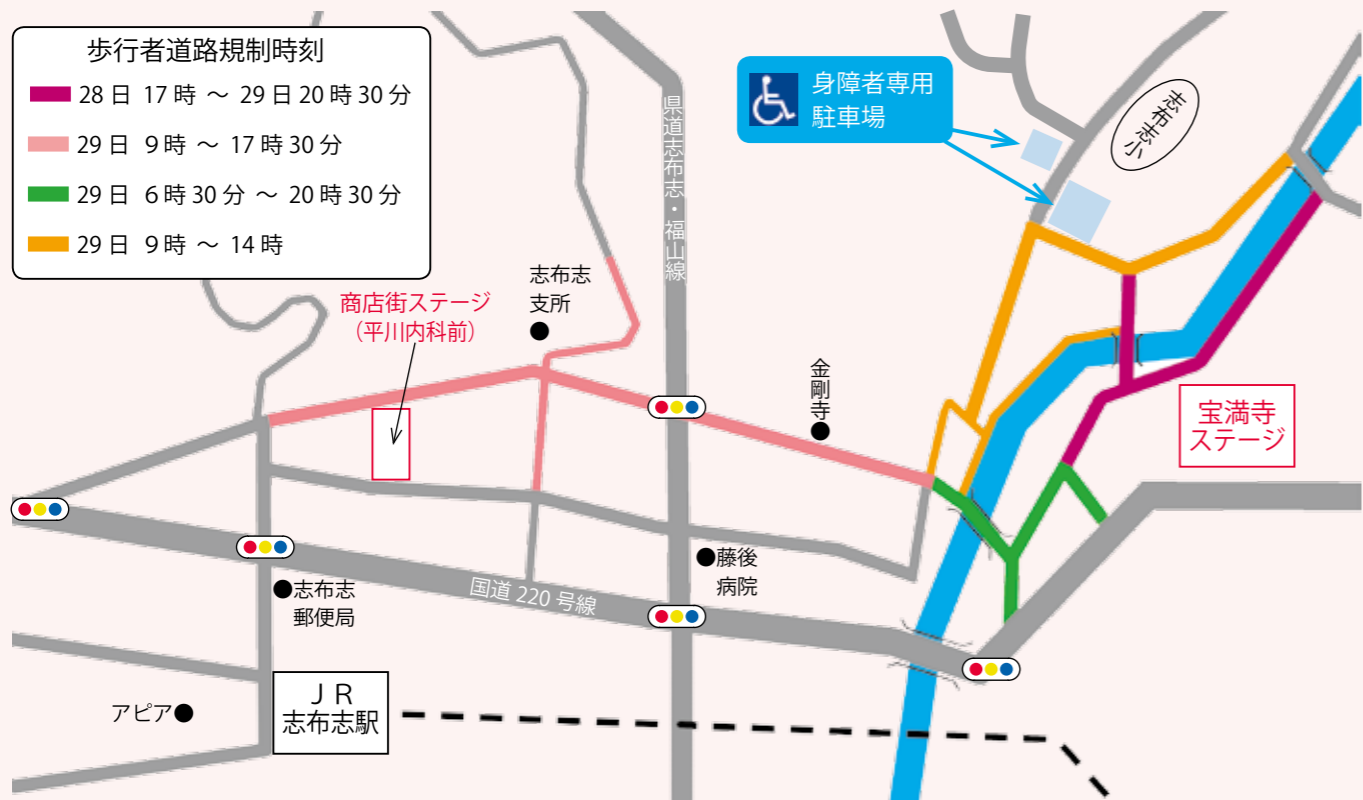 歩行者道路規制時刻
28日 17時 ～ 29日20時30分
29日 9時 ～ 17時30分
29日 6時30分 ～ 20時30分
29日 9時 ～ 14時
身障者専用
駐車場
志布志小
県道志布志・福山線
志布志
支所
商店街ステージ
（平川内科前）
金剛寺
宝満寺
ステージ
藤後
病院
国道220号線
志布志
郵便局
ＪＲ
志布志駅
アピア